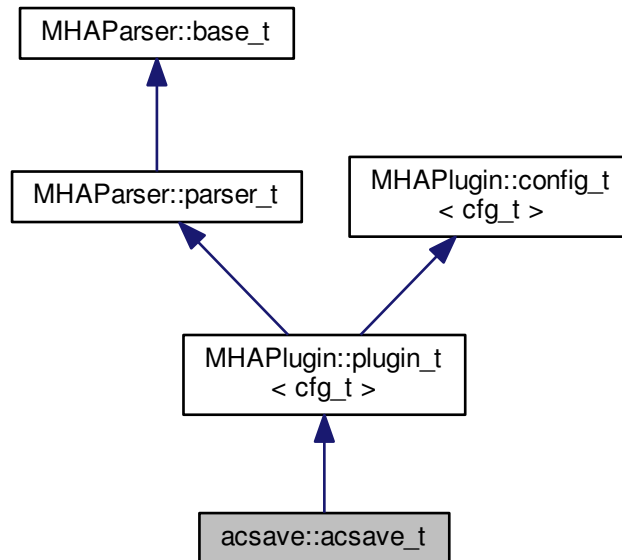 MHAParser::base_t
MHAParser::parser_t
MHAPlugin::config_t
< cfg_t >
MHAPlugin::plugin_t
< cfg_t >
acsave::acsave_t